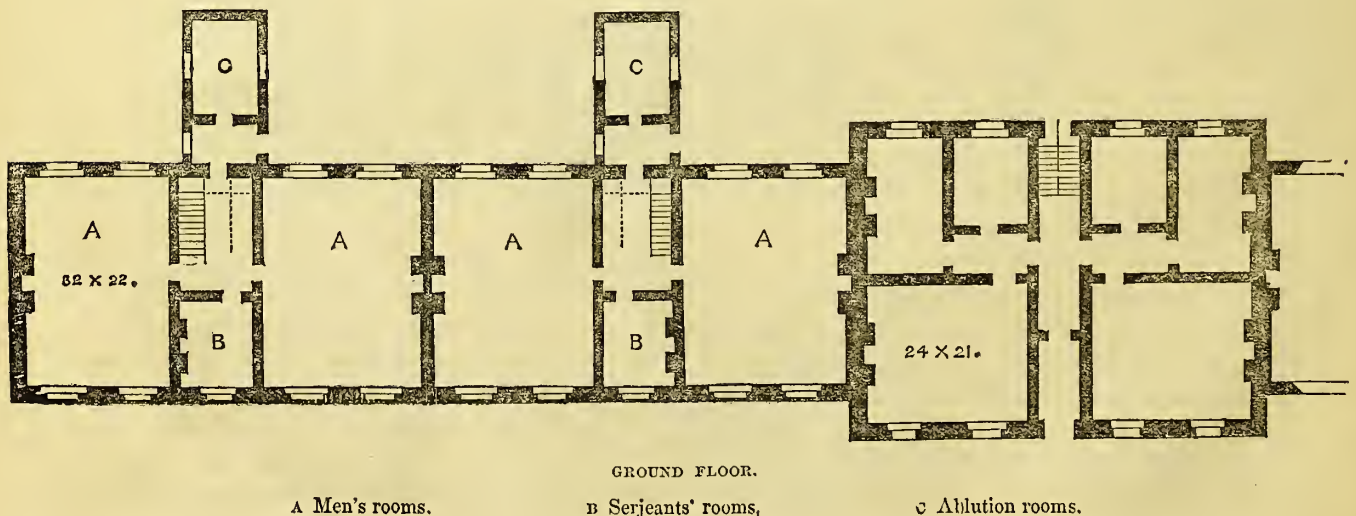 C C
A A A A
32 X 22.
B B 24 X 21.
GROUND FLOOR.
A Men's rooms. B Serjeants' rooms, C Ablution rooms.